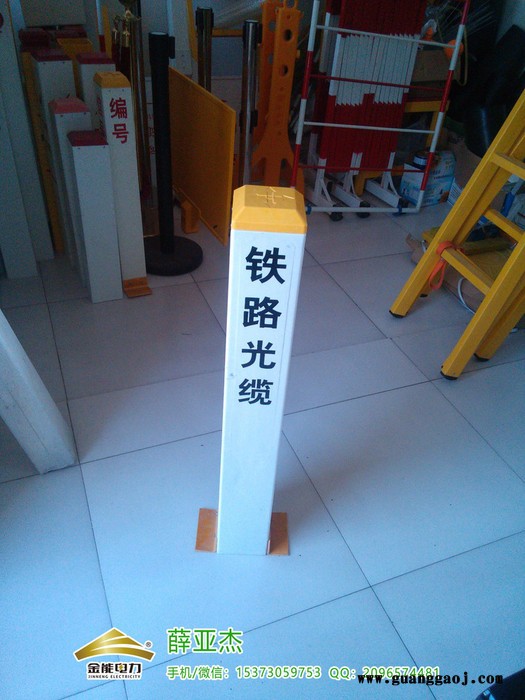 编号
铁路光缆
金能电力®
JINNENG ELECTRICITY
薛亚杰
手机/微信：15373059753 QQ：2096574481
www.guanggaoj.com